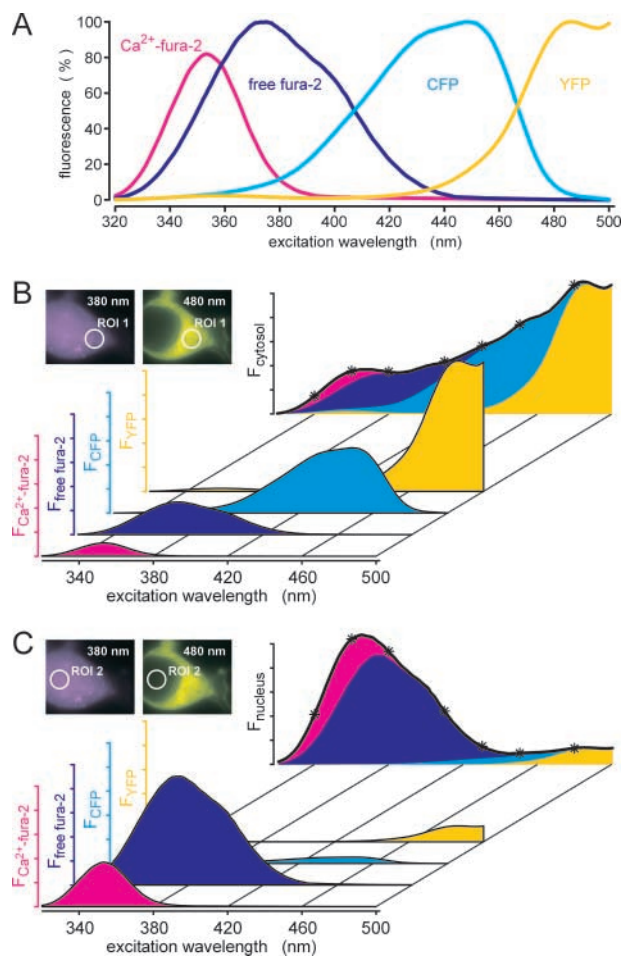 A
100
80
60
40
20
0
fluorescence (%)
Ca2+-fura-2
free fura-2
CFP
YFP
320 340 360 380 400 420 440 460 480 500
excitation wavelength (nm)
B
380 nm
ROI 1
480 nm
ROI 1
Fcytosol
FYFP
FCFP
Ffree fura-2
FCa2+-fura-2
340 380 420 460 500
excitation wavelength (nm)
C
380 nm
ROI 2
480 nm
ROI 2
Fnucleus
FYFP
FCFP
Ffree fura-2
FCa2+-fura-2
340 380 420 460 500
excitation wavelength (nm)